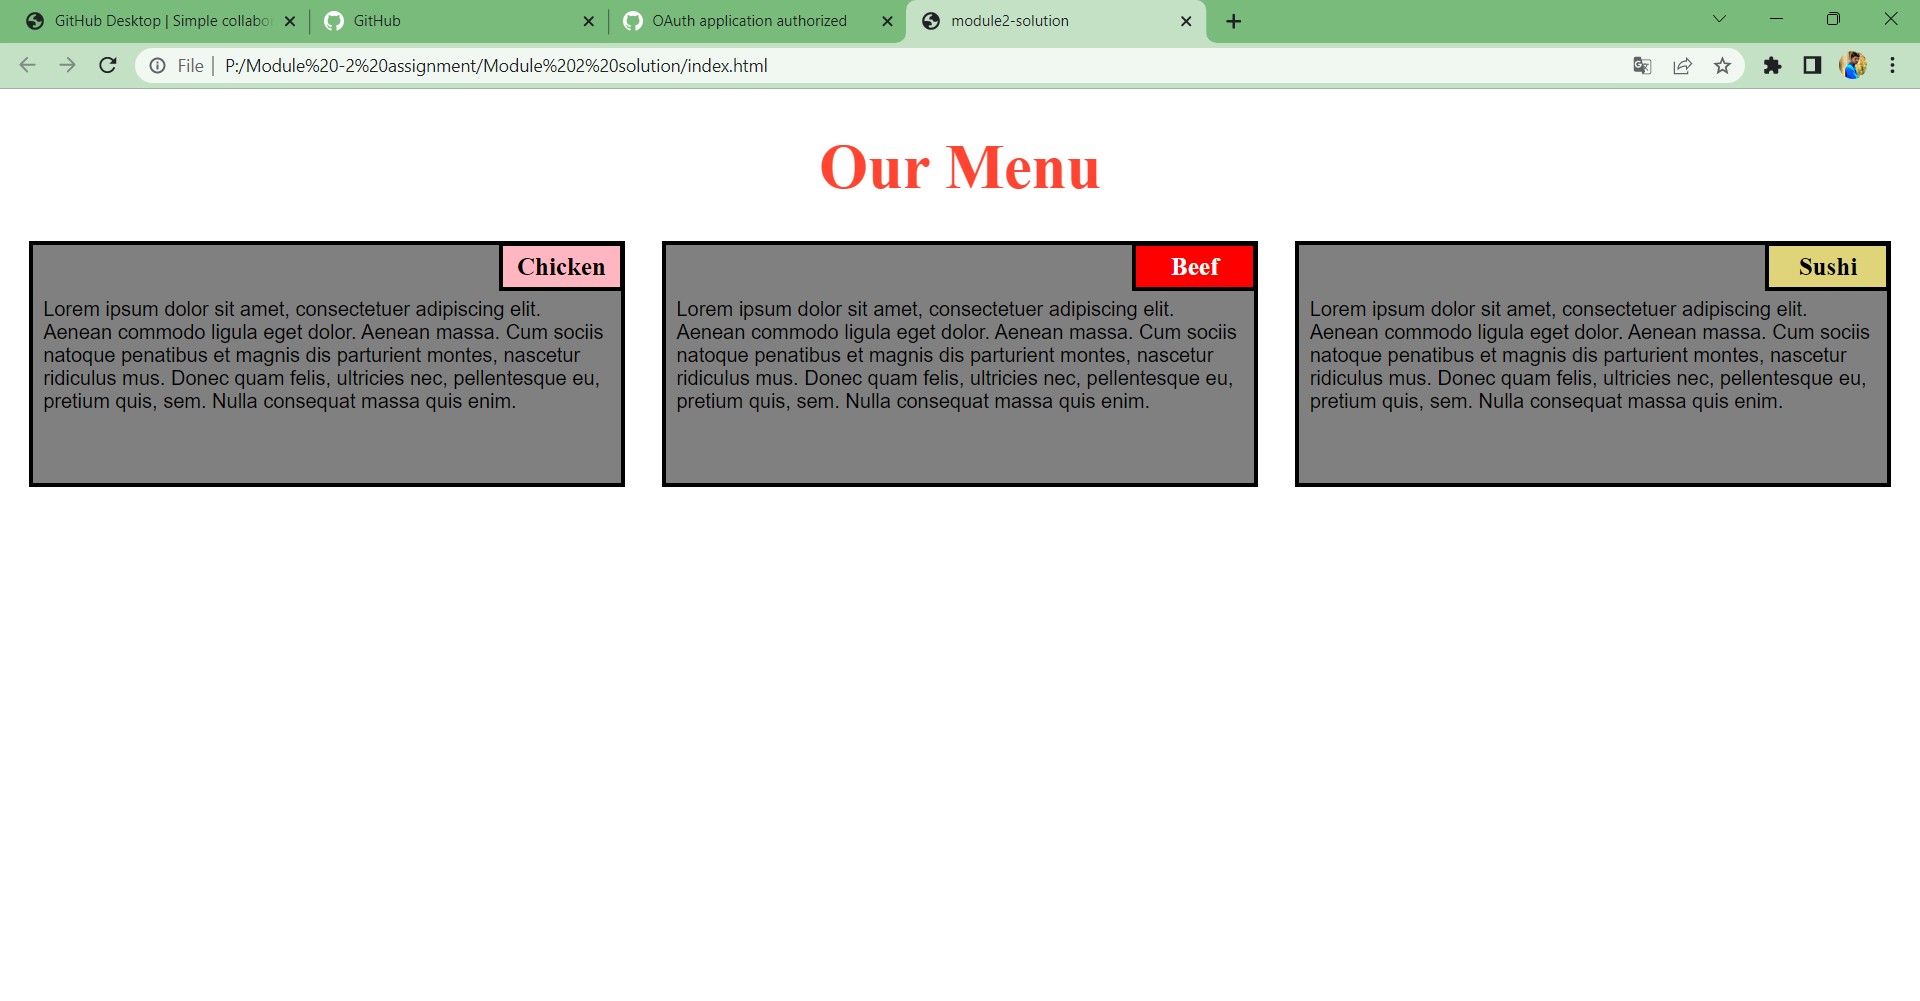 GitHub Desktop | Simple collabo
GitHub
OAuth application authorized
module2-solution
File | P:/Module%20-2%20assignment/Module%202%20solution/index.html
Our Menu
Chicken
Lorem ipsum dolor sit amet, consectetuer adipiscing elit.
Aenean commodo ligula eget dolor. Aenean massa. Cum sociis
natoque penatibus et magnis dis parturient montes, nascetur
ridiculus mus. Donec quam felis, ultricies nec, pellentesque eu,
pretium quis, sem. Nulla consequat massa quis enim.
Beef
Lorem ipsum dolor sit amet, consectetuer adipiscing elit.
Aenean commodo ligula eget dolor. Aenean massa. Cum sociis
natoque penatibus et magnis dis parturient montes, nascetur
ridiculus mus. Donec quam felis, ultricies nec, pellentesque eu,
pretium quis, sem. Nulla consequat massa quis enim.
Sushi
Lorem ipsum dolor sit amet, consectetuer adipiscing elit.
Aenean commodo ligula eget dolor. Aenean massa. Cum sociis
natoque penatibus et magnis dis parturient montes, nascetur
ridiculus mus. Donec quam felis, ultricies nec, pellentesque eu,
pretium quis, sem. Nulla consequat massa quis enim.